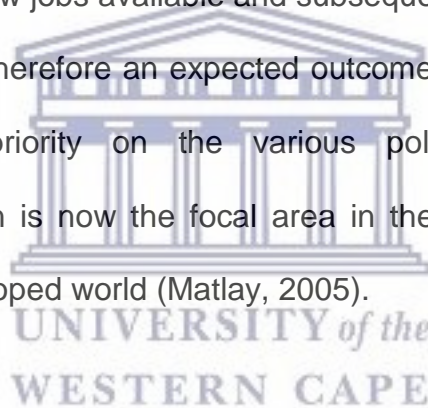 w jobs available and subseque
herefore an expected outcome
riority on the various pol
n is now the focal area in the
oped world (Matlay, 2005).
UNIVERSITY of the
WESTERN CAPE